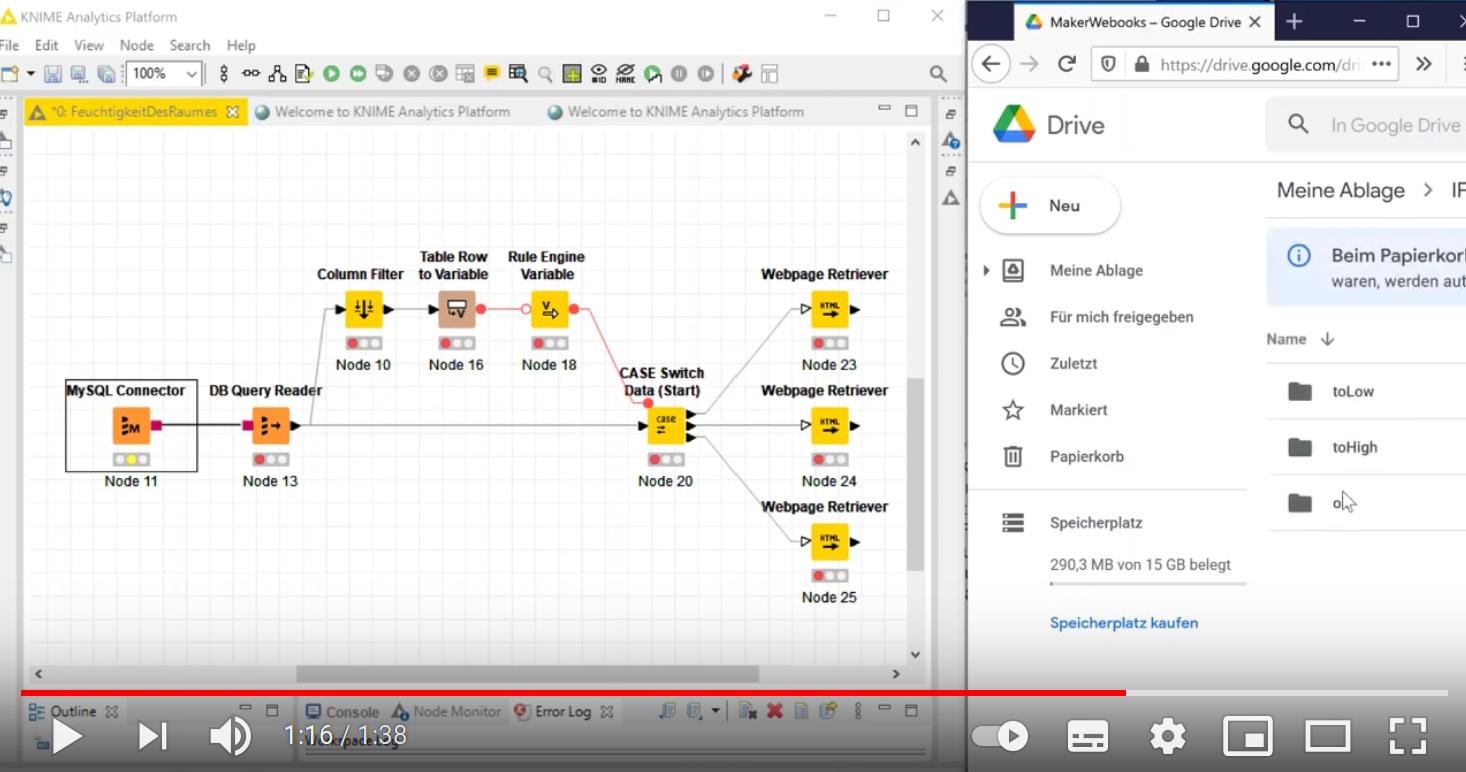 KNIME Analytics Platform
File Edit View Node Search Help
100%
*0: FeuchtigkeitDesRaumes
Welcome to KNIME Analytics Platform
Welcome to KNIME Analytics Platform
Column Filter
Node 10
Table Row
to Variable
Node 16
Rule Engine
Variable
V
Node 18
Webpage Retriever
HTML
Node 23
MySQL Connector
M
Node 11
DB Query Reader
Node 13
CASE Switch
Data (Start)
case
Node 20
Webpage Retriever
HTML
Node 24
Webpage Retriever
HTML
Node 25
Outline
Console
Node Monitor
Error Log
1:16 / 1:38
MakerWebooks – Google Drive
https://drive.google.com/dri
Drive
In Google Drive
Neu
Meine Ablage > IF
Beim Papierkor
waren, werden aut
Meine Ablage
Für mich freigegeben
Zuletzt
Markiert
Papierkorb
Speicherplatz
290,3 MB von 15 GB belegt
Speicherplatz kaufen
Name
toLow
toHigh